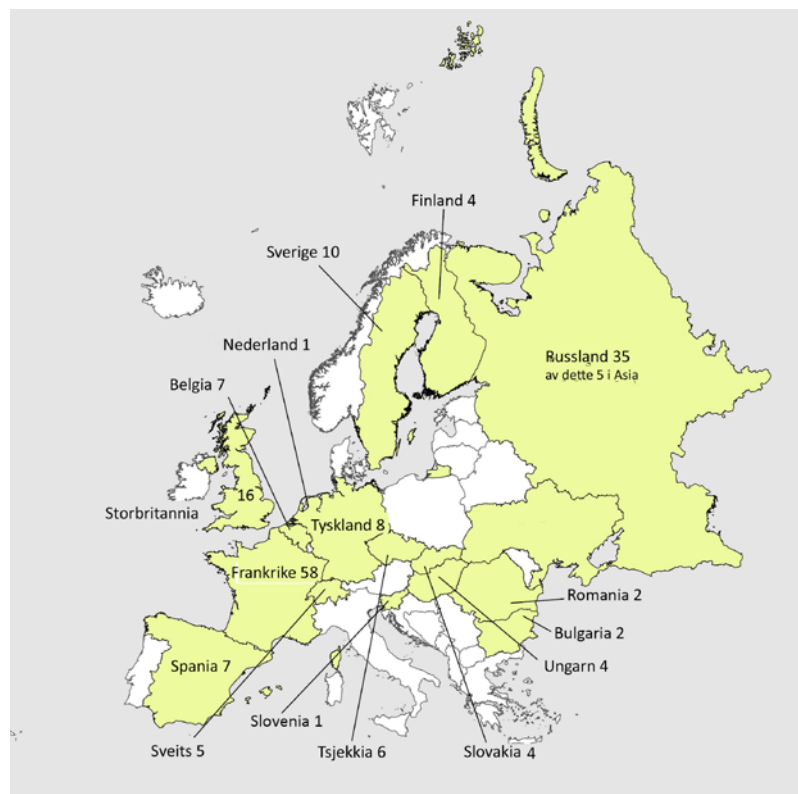 Finland 4
Sverige 10
Nederland 1
Russland 35
av dette 5 i Asia
Belgia 7
16
Storbritannia
Tyskland 8
Frankrike 58
Romania 2
Bulgaria 2
Ungarn 4
Spania 7
Slovenia 1
Sveits 5
Tsjekkia 6
Slovakia 4